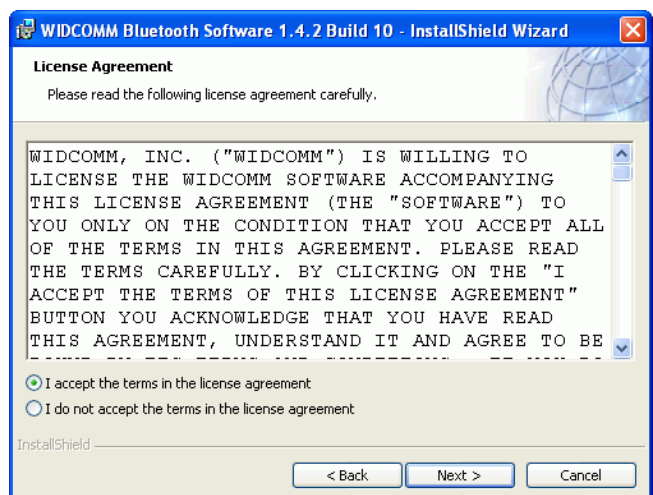 WIDCOMM Bluetooth Software 1.4.2 Build 10 - InstallShield Wizard
License Agreement
Please read the following license agreement carefully.
WIDCOMM, INC. ("WIDCOMM") IS WILLING TO
LICENSE THE WIDCOMM SOFTWARE ACCOMPANYING
THIS LICENSE AGREEMENT (THE "SOFTWARE") TO
YOU ONLY ON THE CONDITION THAT YOU ACCEPT ALL
OF THE TERMS IN THIS AGREEMENT. PLEASE READ
THE TERMS CAREFULLY. BY CLICKING ON THE "I
ACCEPT THE TERMS OF THIS LICENSE AGREEMENT"
BUTTON YOU ACKNOWLEDGE THAT YOU HAVE READ
THIS AGREEMENT, UNDERSTAND IT AND AGREE TO BE
I accept the terms in the license agreement
I do not accept the terms in the license agreement
InstallShield
< Back Next > Cancel